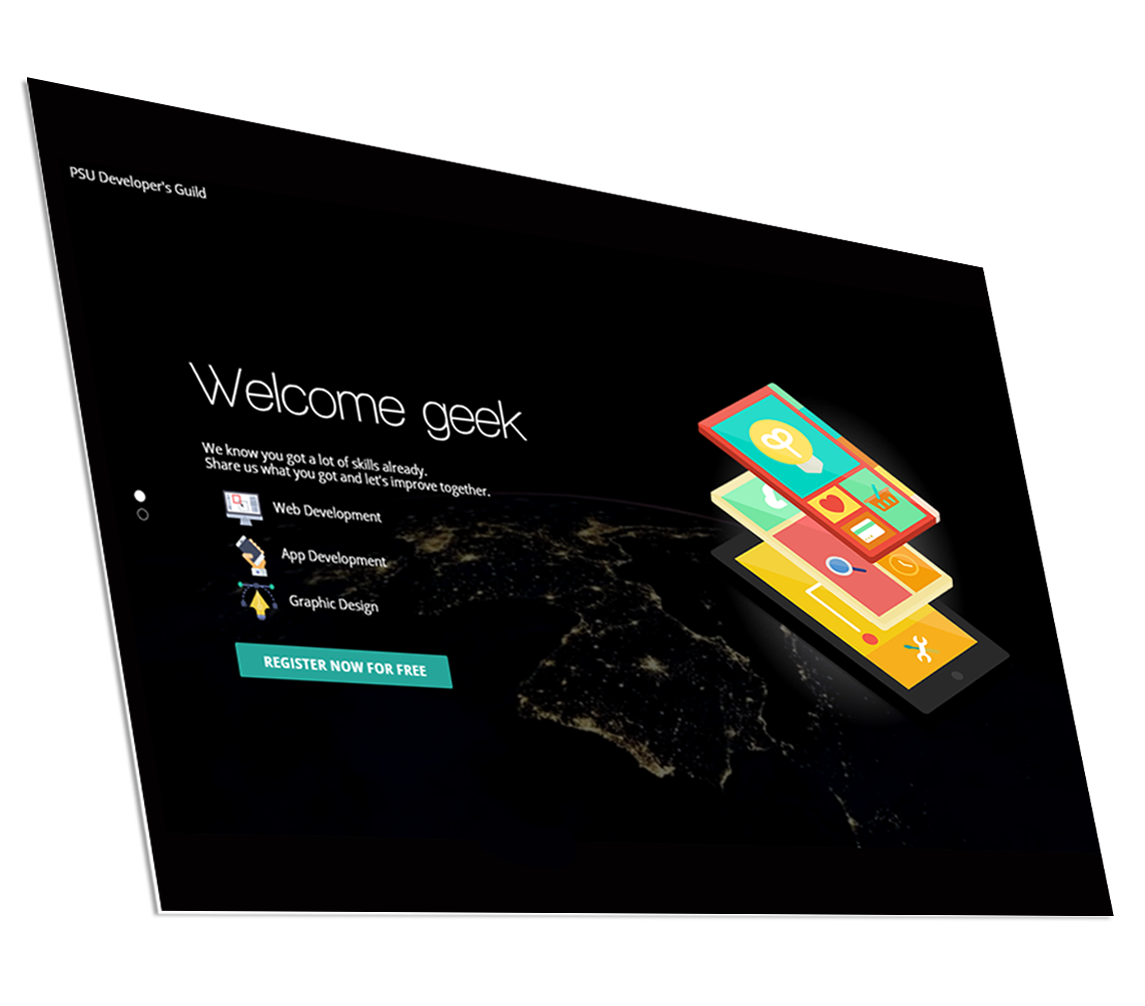 PSU Developer's Guild
Welcome geek
We know you got a lot of skills already.
Share us what you got and let's improve together.
Web Development
App Development
Graphic Design
REGISTER NOW FOR FREE